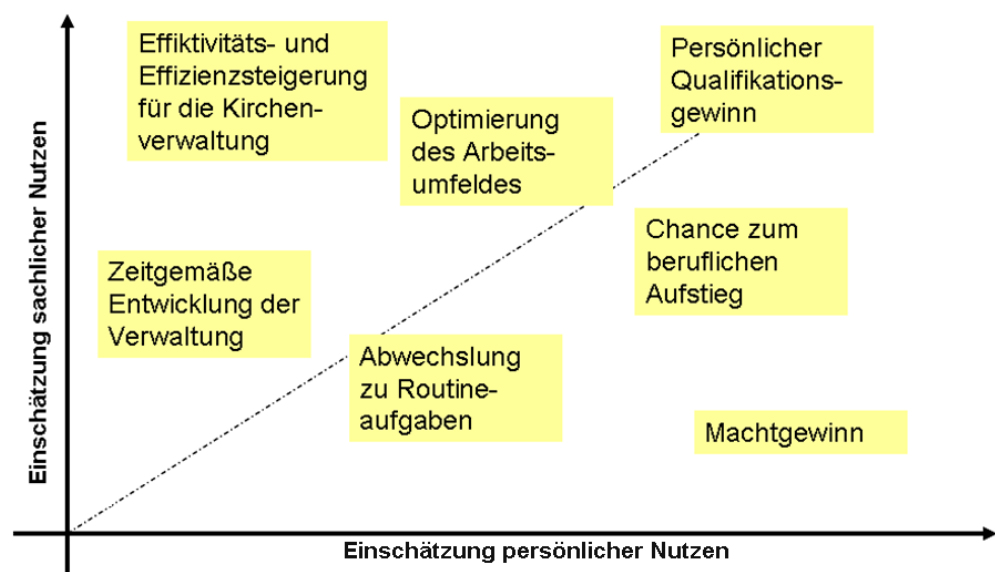 Effiktivitäts- und
Effizienzsteigerung
für die Kirchen-
verwaltung
Optimierung
des Arbeits-
umfeldes
Persönlicher
Qualifikations-
gewinn
Zeitgemäße
Entwicklung der
Verwaltung
Abwechslung
zu Routine-
aufgaben
Chance zum
beruflichen
Aufstieg
Machtgewinn
Einschätzung sachlicher Nutzen
Einschätzung persönlicher Nutzen